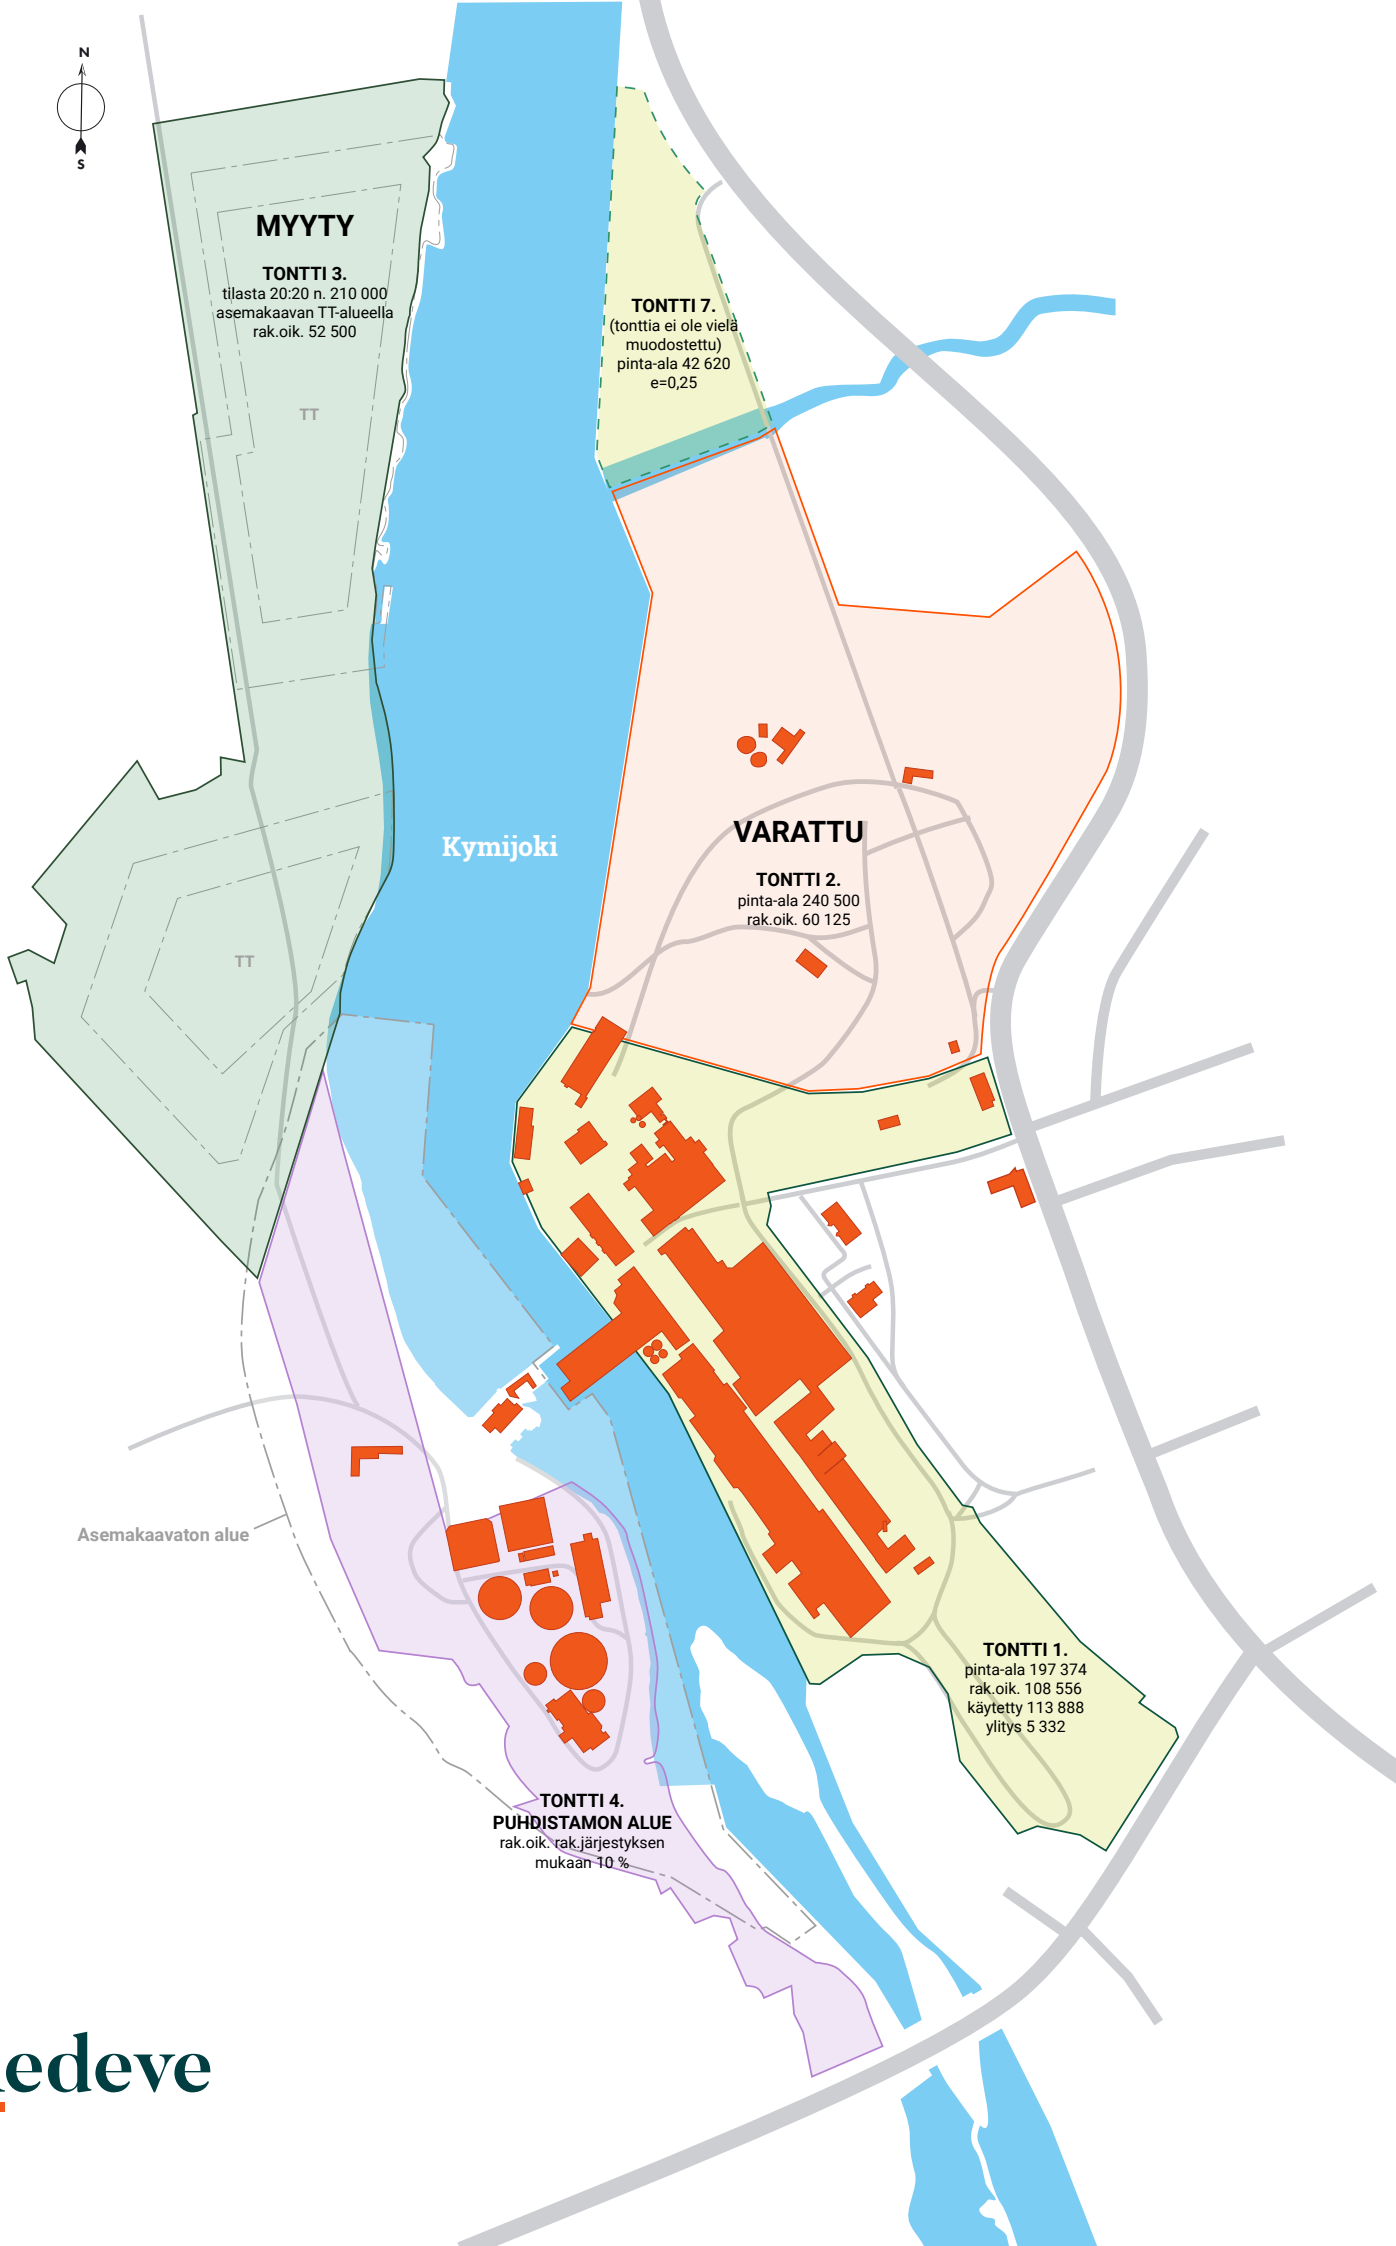 N
S
MYYTY
TONTTI 3.
tilasta 20:20 n. 210 000
asemakaavan TT-alueella
rak.oik. 52 500
TT
TONTTI 7.
(tonttia ei ole vielä
muodostettu)
pinta-ala 42 620
e=0,25
Kymijoki
VARATTU
TONTTI 2.
pinta-ala 240 500
rak.oik. 60 125
TT
Asemakaavaton alue
TONTTI 1.
pinta-ala 197 374
rak.oik. 108 556
käytetty 113 888
ylitys 5 332
TONTTI 4.
PUHDISTAMON ALUE
rak.oik. rak.järjestyksen
mukaan 10 %
edeve